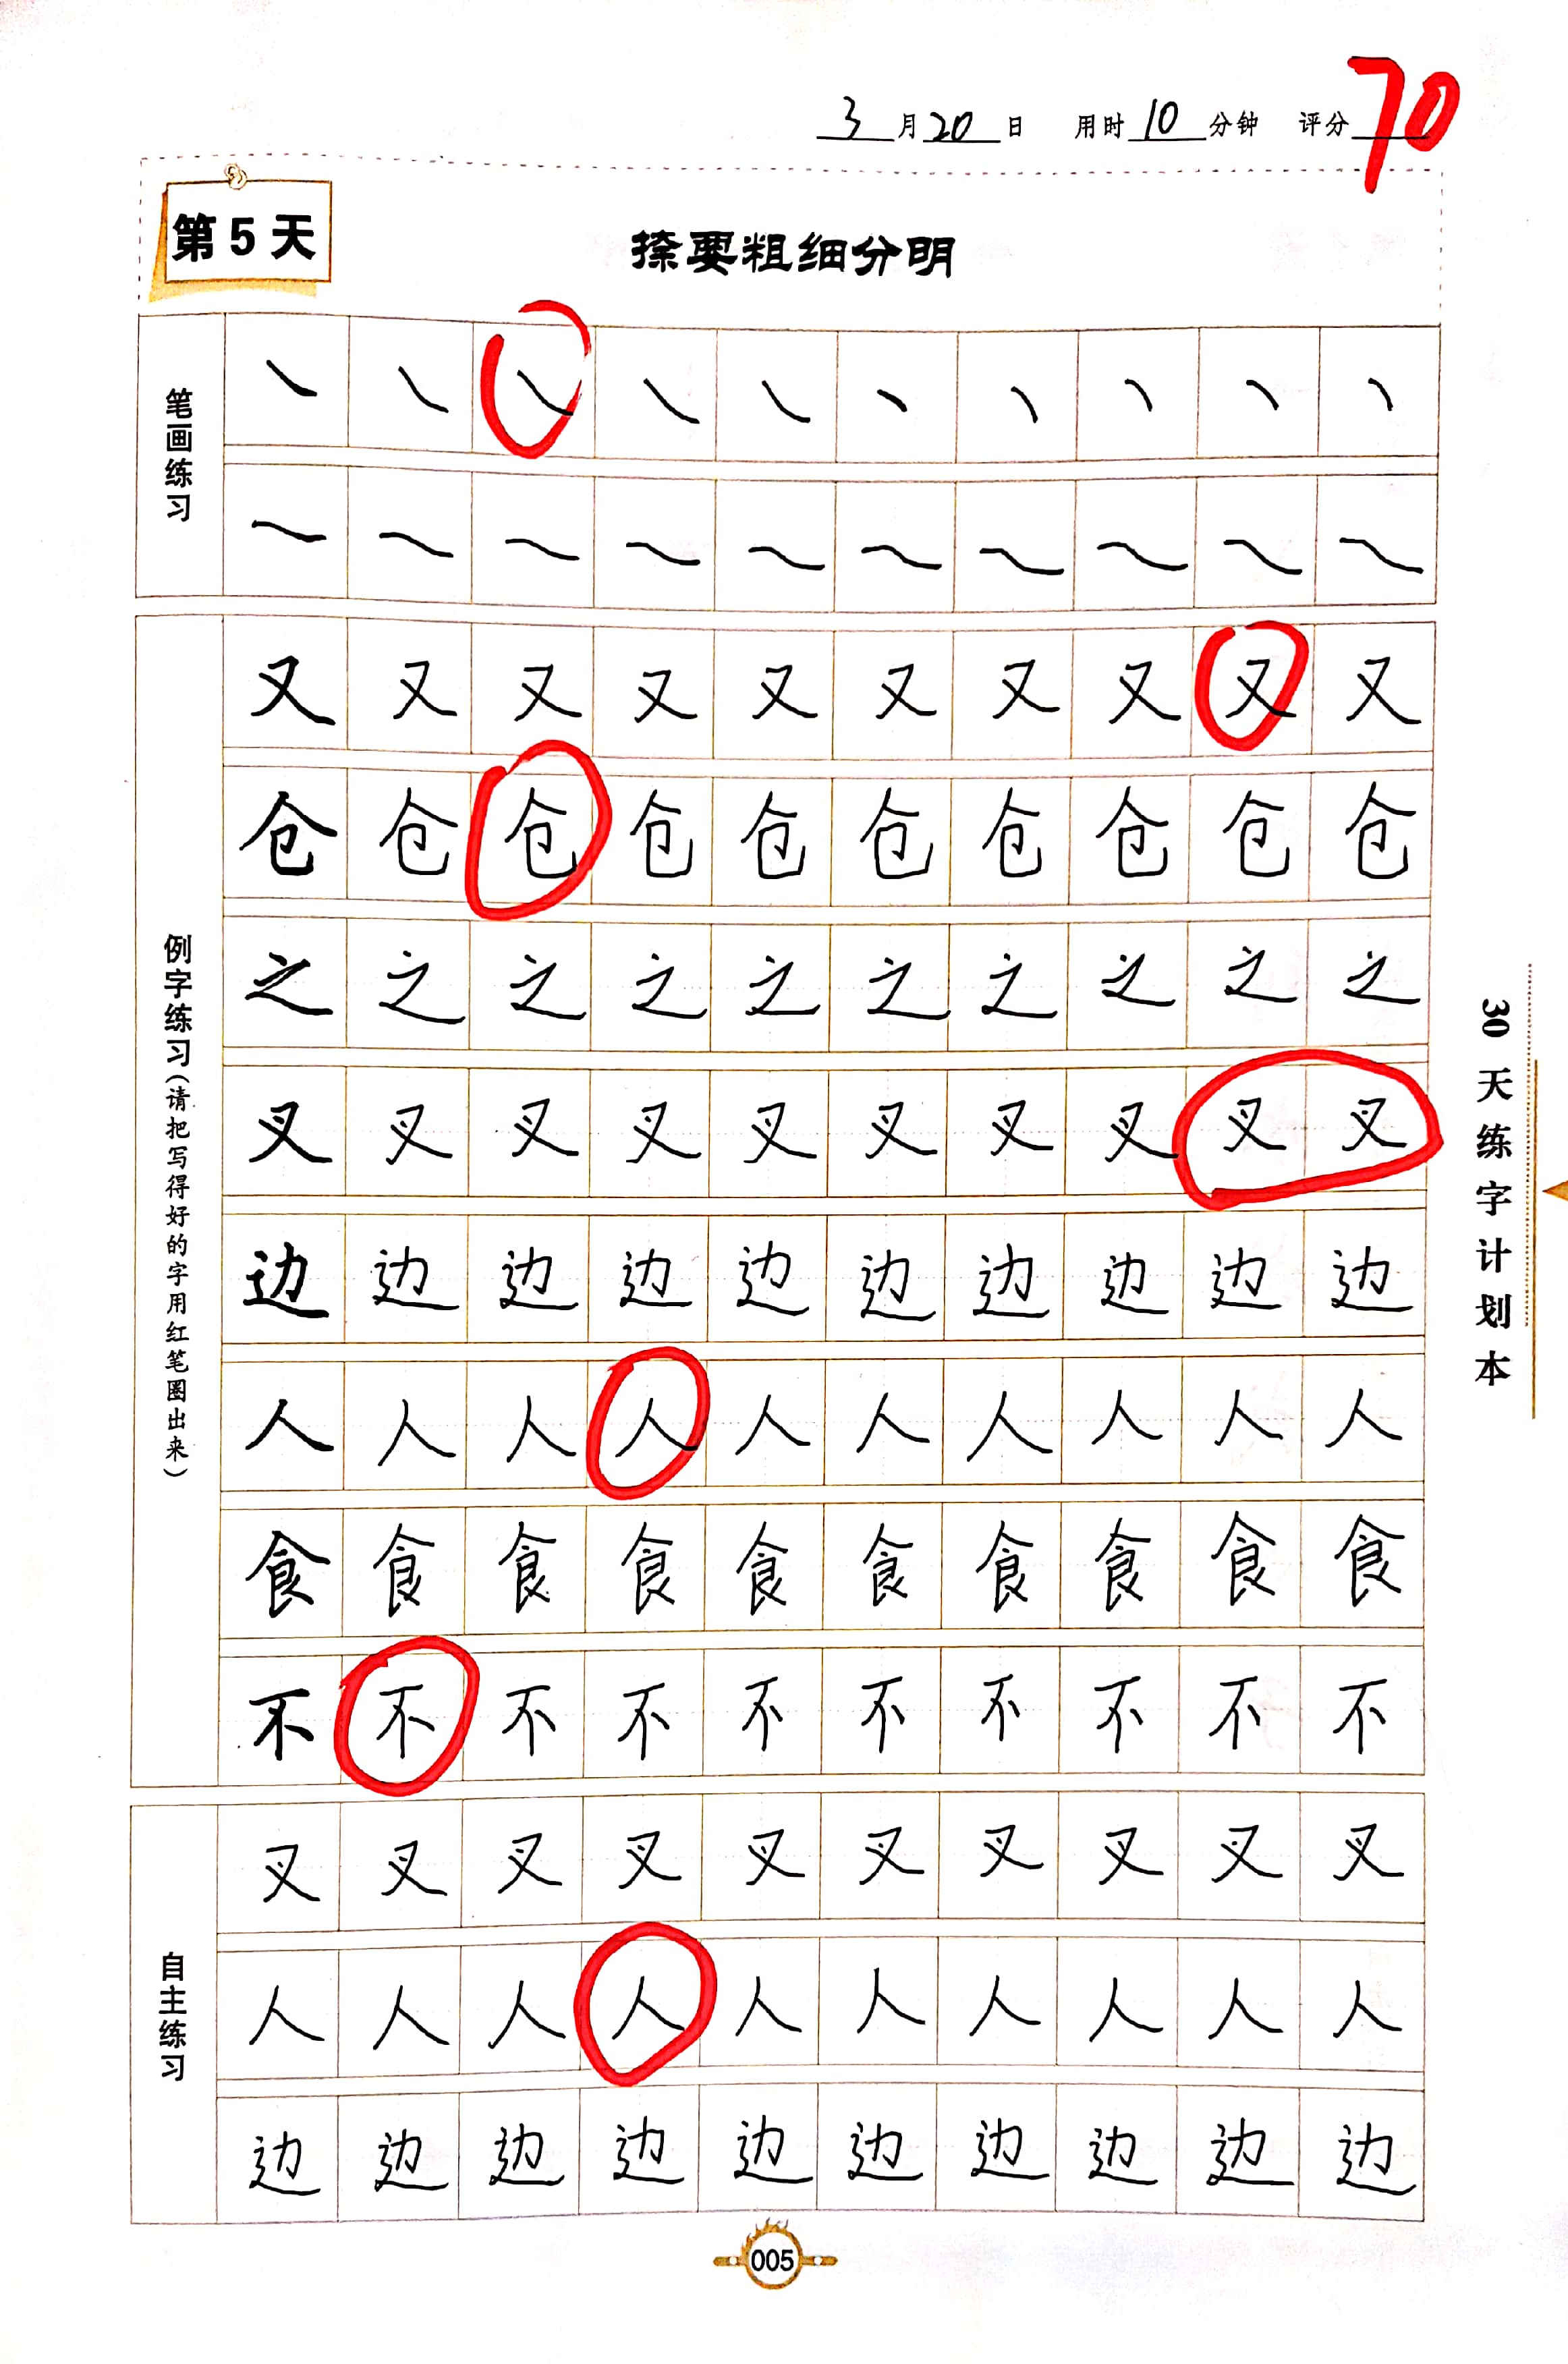 3月20日 用时10分钟 评分70
第5天
捺要粗细分明
笔画练习
㇏ ㇏ ㇏ ㇏ ㇏ ㇏ ㇏ ㇏ ㇏ ㇏
㇏ ㇏ ㇏ ㇏ ㇏ ㇏ ㇏ ㇏ ㇏ ㇏
例字练习(请把写得好的字用红笔圈出来)
又 又 又 又 又 又 又 又 又 又
仓 仓 仓 仓 仓 仓 仓 仓 仓 仓
之 之 之 之 之 之 之 之 之 之
叉 叉 叉 叉 叉 叉 叉 叉 叉 叉
边 边 边 边 边 边 边 边 边 边
人 人 人 人 人 人 人 人 人 人
食 食 食 食 食 食 食 食 食 食
不 不 不 不 不 不 不 不 不 不
自主练习
叉 叉 叉 叉 叉 叉 叉 叉 叉 叉
人 人 人 人 人 人 人 人 人 人
边 边 边 边 边 边 边 边 边 边
30天练字计划本
005